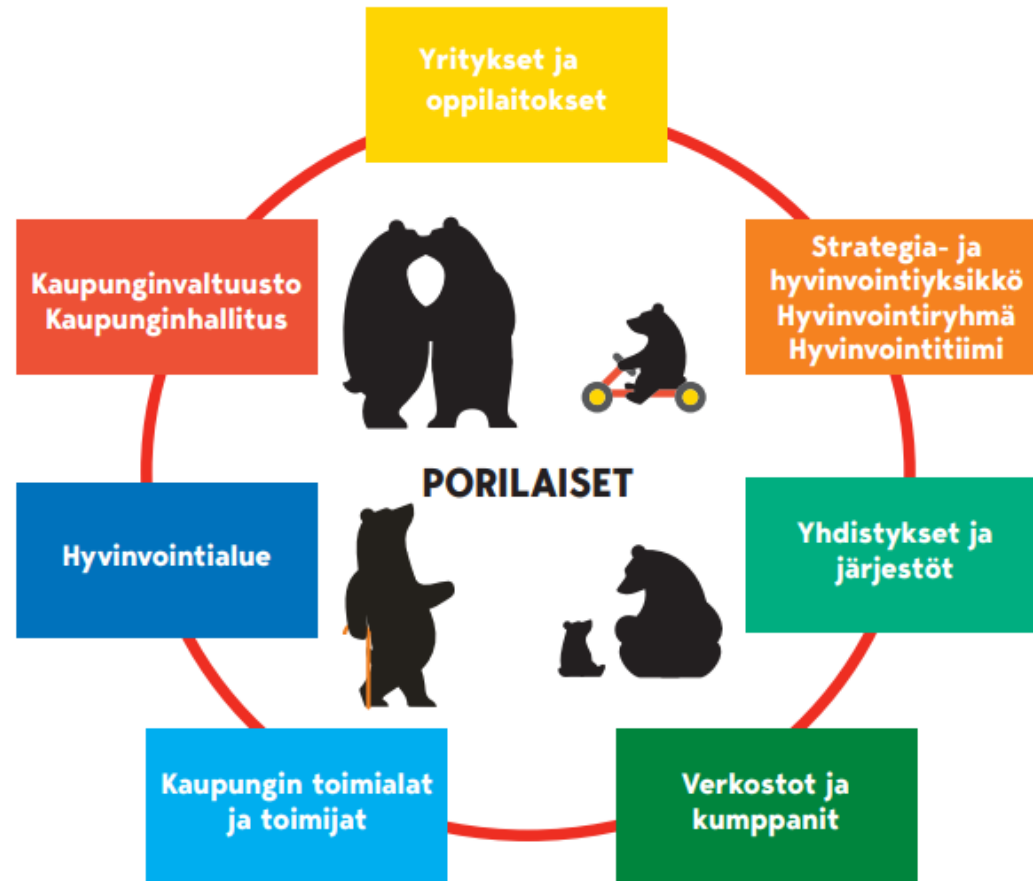 Yritykset ja
oppilaitokset
Kaupunginvaltuusto
Kaupunginhallitus
Strategia- ja
hyvinvointiyksikkö
Hyvinvointiryhmä
Hyvinvointitiimi
PORILAISET
Hyvinvointialue
Yhdistykset ja
järjestöt
Kaupungin toimialat
ja toimijat
Verkostot ja
kumppanit